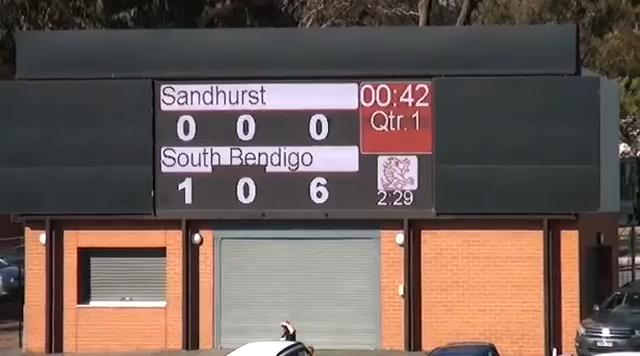 Sandhurst 00:42
0 0 0 Qtr.1
South Bendigo
1 0 6 2:29